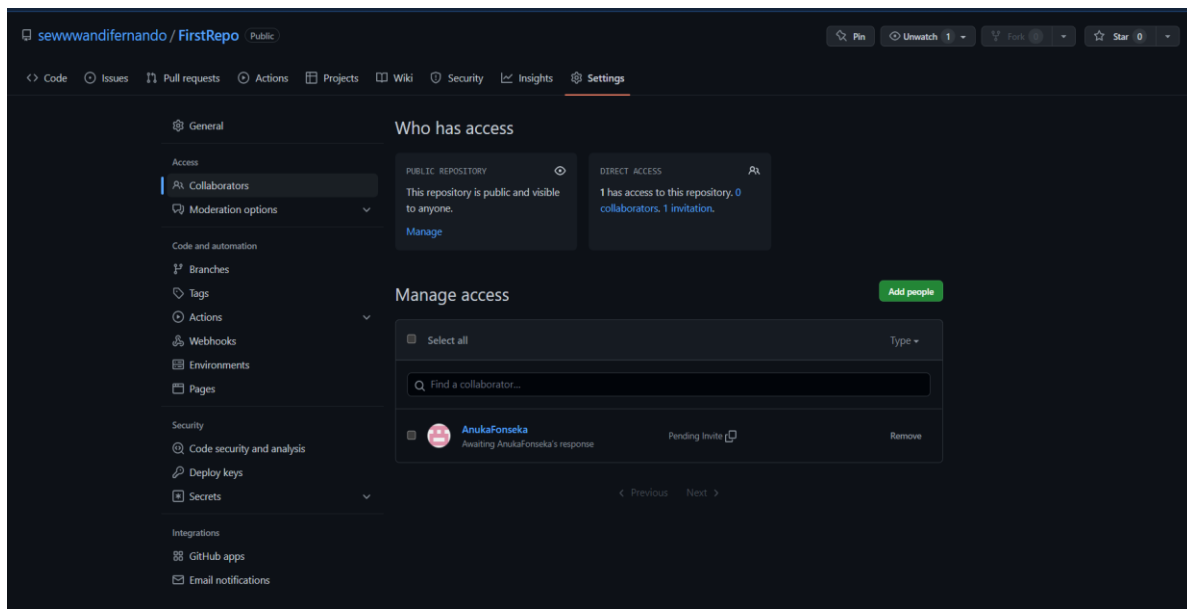 sewwwandifernando / FirstRepo Public
Pin Unwatch 1 Fork 0 Star 0
Code Issues Pull requests Actions Projects Wiki Security Insights Settings
General
Access
Collaborators
Moderation options
Code and automation
Branches
Tags
Actions
Webhooks
Environments
Pages
Security
Code security and analysis
Deploy keys
Secrets
Integrations
GitHub apps
Email notifications
Who has access
PUBLIC REPOSITORY
This repository is public and visible
to anyone.
Manage
DIRECT ACCESS
1 has access to this repository. 0
collaborators. 1 invitation.
Manage access
Add people
Select all Type
Find a collaborator...
AnukaFonseka
Awaiting AnukaFonseka's response
Pending Invite
Remove
Previous Next